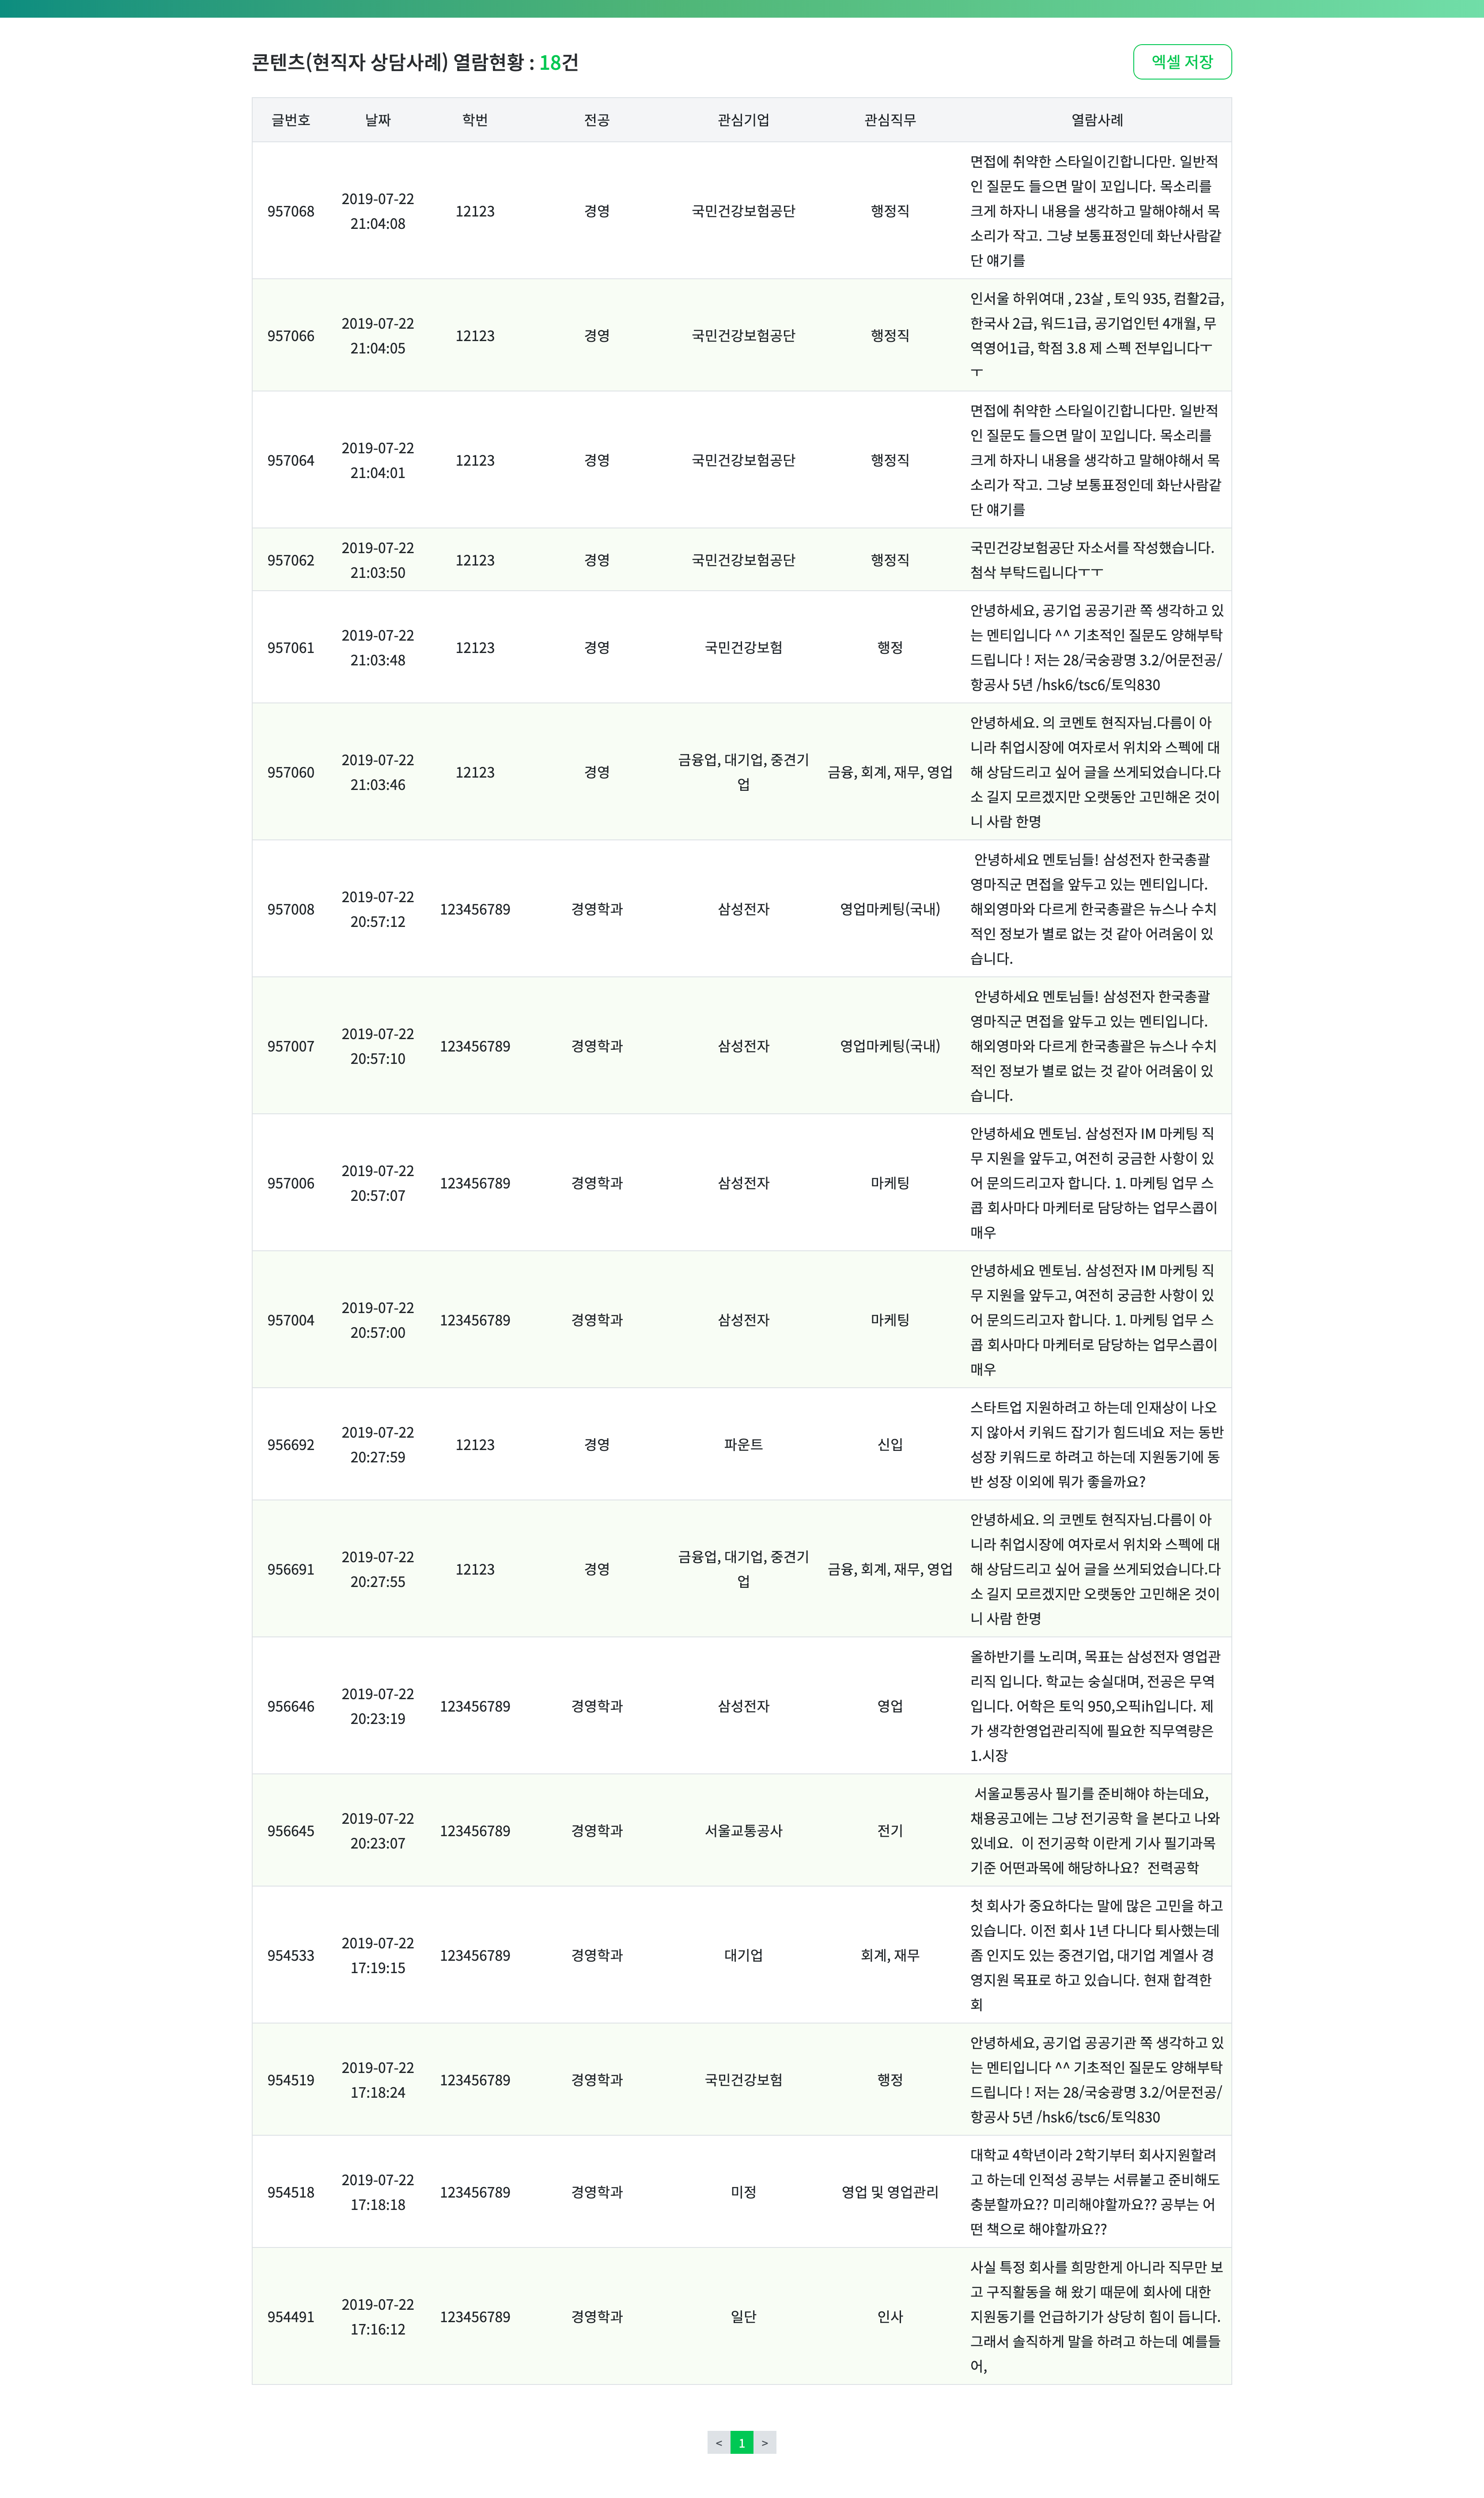 콘텐츠(현직자 상담사례) 열람현황 : 18건
엑셀 저장
글번호 날짜 학번 전공 관심기업 관심직무 열람사례
957068
2019-07-22
21:04:08
12123
경영
국민건강보험공단
행정직
면접에 취약한 스타일이긴합니다만. 일반적
인 질문도 들으면 말이 꼬입니다. 목소리를
크게 하자니 내용을 생각하고 말해야해서 목
소리가 작고. 그냥 보통표정인데 화난사람같
단 얘기를
957066
2019-07-22
21:04:05
12123
경영
국민건강보험공단
행정직
인서울 하위여대 , 23살 , 토익 935, 컴활2급,
한국사 2급, 워드1급, 공기업인턴 4개월, 무
역영어1급, 학점 3.8 제 스펙 전부입니다ㅜ
ㅜ
957064
2019-07-22
21:04:01
12123
경영
국민건강보험공단
행정직
면접에 취약한 스타일이긴합니다만. 일반적
인 질문도 들으면 말이 꼬입니다. 목소리를
크게 하자니 내용을 생각하고 말해야해서 목
소리가 작고. 그냥 보통표정인데 화난사람같
단 얘기를
957062
2019-07-22
21:03:50
12123
경영
국민건강보험공단
행정직
국민건강보험공단 자소서를 작성했습니다.
첨삭 부탁드립니다ㅜㅜ
957061
2019-07-22
21:03:48
12123
경영
국민건강보험
행정
안녕하세요, 공기업 공공기관 쪽 생각하고 있
는 멘티입니다 ^^ 기초적인 질문도 양해부탁
드립니다 ! 저는 28/국숭광명 3.2/어문전공/
항공사 5년 /hsk6/tsc6/토익830
957060
2019-07-22
21:03:46
12123
경영
금융업, 대기업, 중견기
업
금융, 회계, 재무, 영업
안녕하세요. 의 코멘토 현직자님.다름이 아
니라 취업시장에 여자로서 위치와 스펙에 대
해 상담드리고 싶어 글을 쓰게되었습니다.다
소 길지 모르겠지만 오랫동안 고민해온 것이
니 사람 한명
957008
2019-07-22
20:57:12
123456789
경영학과
삼성전자
영업마케팅(국내)
안녕하세요 멘토님들! 삼성전자 한국총괄
영마직군 면접을 앞두고 있는 멘티입니다.
해외영마와 다르게 한국총괄은 뉴스나 수치
적인 정보가 별로 없는 것 같아 어려움이 있
습니다.
957007
2019-07-22
20:57:10
123456789
경영학과
삼성전자
영업마케팅(국내)
안녕하세요 멘토님들! 삼성전자 한국총괄
영마직군 면접을 앞두고 있는 멘티입니다.
해외영마와 다르게 한국총괄은 뉴스나 수치
적인 정보가 별로 없는 것 같아 어려움이 있
습니다.
957006
2019-07-22
20:57:07
123456789
경영학과
삼성전자
마케팅
안녕하세요 멘토님. 삼성전자 IM 마케팅 직
무 지원을 앞두고, 여전히 궁금한 사항이 있
어 문의드리고자 합니다. 1. 마케팅 업무 스
콥 회사마다 마케터로 담당하는 업무스콥이
매우
957004
2019-07-22
20:57:00
123456789
경영학과
삼성전자
마케팅
안녕하세요 멘토님. 삼성전자 IM 마케팅 직
무 지원을 앞두고, 여전히 궁금한 사항이 있
어 문의드리고자 합니다. 1. 마케팅 업무 스
콥 회사마다 마케터로 담당하는 업무스콥이
매우
956692
2019-07-22
20:27:59
12123
경영
파운트
신입
스타트업 지원하려고 하는데 인재상이 나오
지 않아서 키워드 잡기가 힘드네요 저는 동반
성장 키워드로 하려고 하는데 지원동기에 동
반 성장 이외에 뭐가 좋을까요?
956691
2019-07-22
20:27:55
12123
경영
금융업, 대기업, 중견기
업
금융, 회계, 재무, 영업
안녕하세요. 의 코멘토 현직자님.다름이 아
니라 취업시장에 여자로서 위치와 스펙에 대
해 상담드리고 싶어 글을 쓰게되었습니다.다
소 길지 모르겠지만 오랫동안 고민해온 것이
니 사람 한명
956646
2019-07-22
20:23:19
123456789
경영학과
삼성전자
영업
올하반기를 노리며, 목표는 삼성전자 영업관
리직 입니다. 학교는 숭실대며, 전공은 무역
입니다. 어학은 토익 950,오픽ih입니다. 제
가 생각한영업관리직에 필요한 직무역량은
1.시장
956645
2019-07-22
20:23:07
123456789
경영학과
서울교통공사
전기
서울교통공사 필기를 준비해야 하는데요,
채용공고에는 그냥 전기공학 을 본다고 나와
있네요. 이 전기공학 이란게 기사 필기과목
기준 어떤과목에 해당하나요? 전력공학
954533
2019-07-22
17:19:15
123456789
경영학과
대기업
회계, 재무
첫 회사가 중요하다는 말에 많은 고민을 하고
있습니다. 이전 회사 1년 다니다 퇴사했는데
좀 인지도 있는 중견기업, 대기업 계열사 경
영지원 목표로 하고 있습니다. 현재 합격한
회
954519
2019-07-22
17:18:24
123456789
경영학과
국민건강보험
행정
안녕하세요, 공기업 공공기관 쪽 생각하고 있
는 멘티입니다 ^^ 기초적인 질문도 양해부탁
드립니다 ! 저는 28/국숭광명 3.2/어문전공/
항공사 5년 /hsk6/tsc6/토익830
954518
2019-07-22
17:18:18
123456789
경영학과
미정
영업 및 영업관리
대학교 4학년이라 2학기부터 회사지원할려
고 하는데 인적성 공부는 서류붙고 준비해도
충분할까요?? 미리해야할까요?? 공부는 어
떤 책으로 해야할까요??
954491
2019-07-22
17:16:12
123456789
경영학과
일단
인사
사실 특정 회사를 희망한게 아니라 직무만 보
고 구직활동을 해 왔기 때문에 회사에 대한
지원동기를 언급하기가 상당히 힘이 듭니다.
그래서 솔직하게 말을 하려고 하는데 예를들
어,
< 1 >